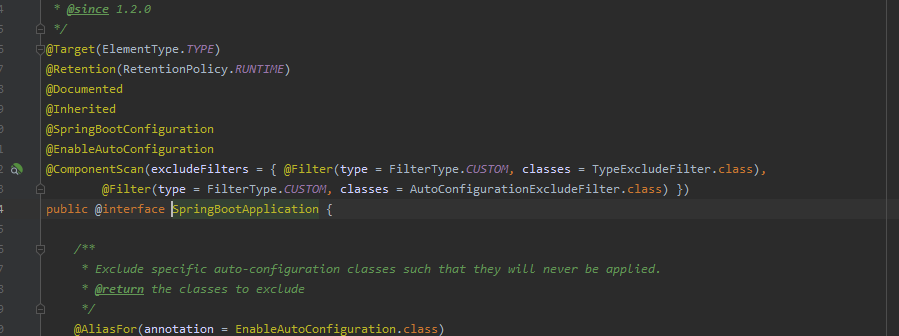 * @since 1.2.0
*/
@Target(ElementType.TYPE)
@Retention(RetentionPolicy.RUNTIME)
@Documented
@Inherited
@SpringBootConfiguration
@EnableAutoConfiguration
@ComponentScan(excludeFilters = { @Filter(type = FilterType.CUSTOM, classes = TypeExcludeFilter.class),
@Filter(type = FilterType.CUSTOM, classes = AutoConfigurationExcludeFilter.class) })
public @interface SpringBootApplication {
/**
* Exclude specific auto-configuration classes such that they will never be applied.
* @return the classes to exclude
*/
@AliasFor(annotation = EnableAutoConfiguration.class)